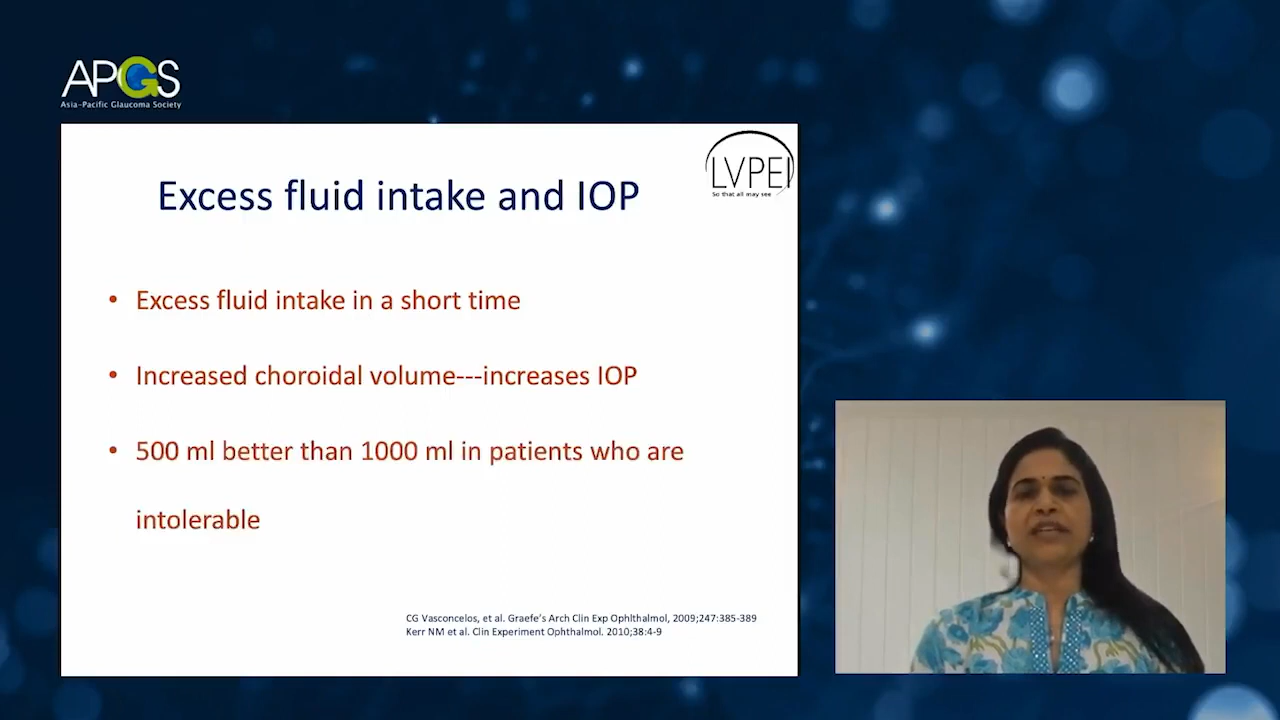 APGS
Asia-Pacific Glaucoma Society
LVPEI
So that all may see
Excess fluid intake and IOP
• Excess fluid intake in a short time
• Increased choroidal volume---increases IOP
• 500 ml better than 1000 ml in patients who are
intolerable
CG Vasconcelos, et al. Graefe's Arch Clin Exp Ophlthalmol, 2009;247:385-389
Kerr NM et al. Clin Experiment Ophthalmol. 2010;38:4-9